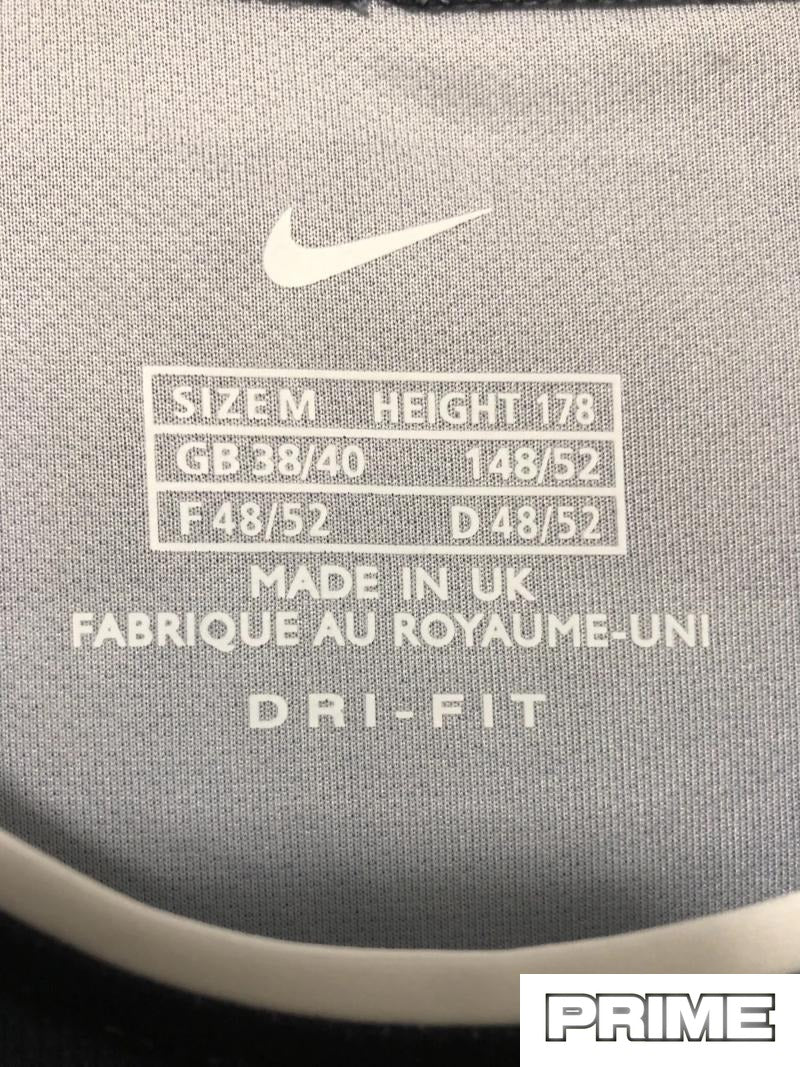 SIZE M HEIGHT 178
GB 38/40 148/52
F 48/52 D 48/52
MADE IN UK
FABRIQUE AU ROYAUME-UNI
DRI-FIT
PRIME